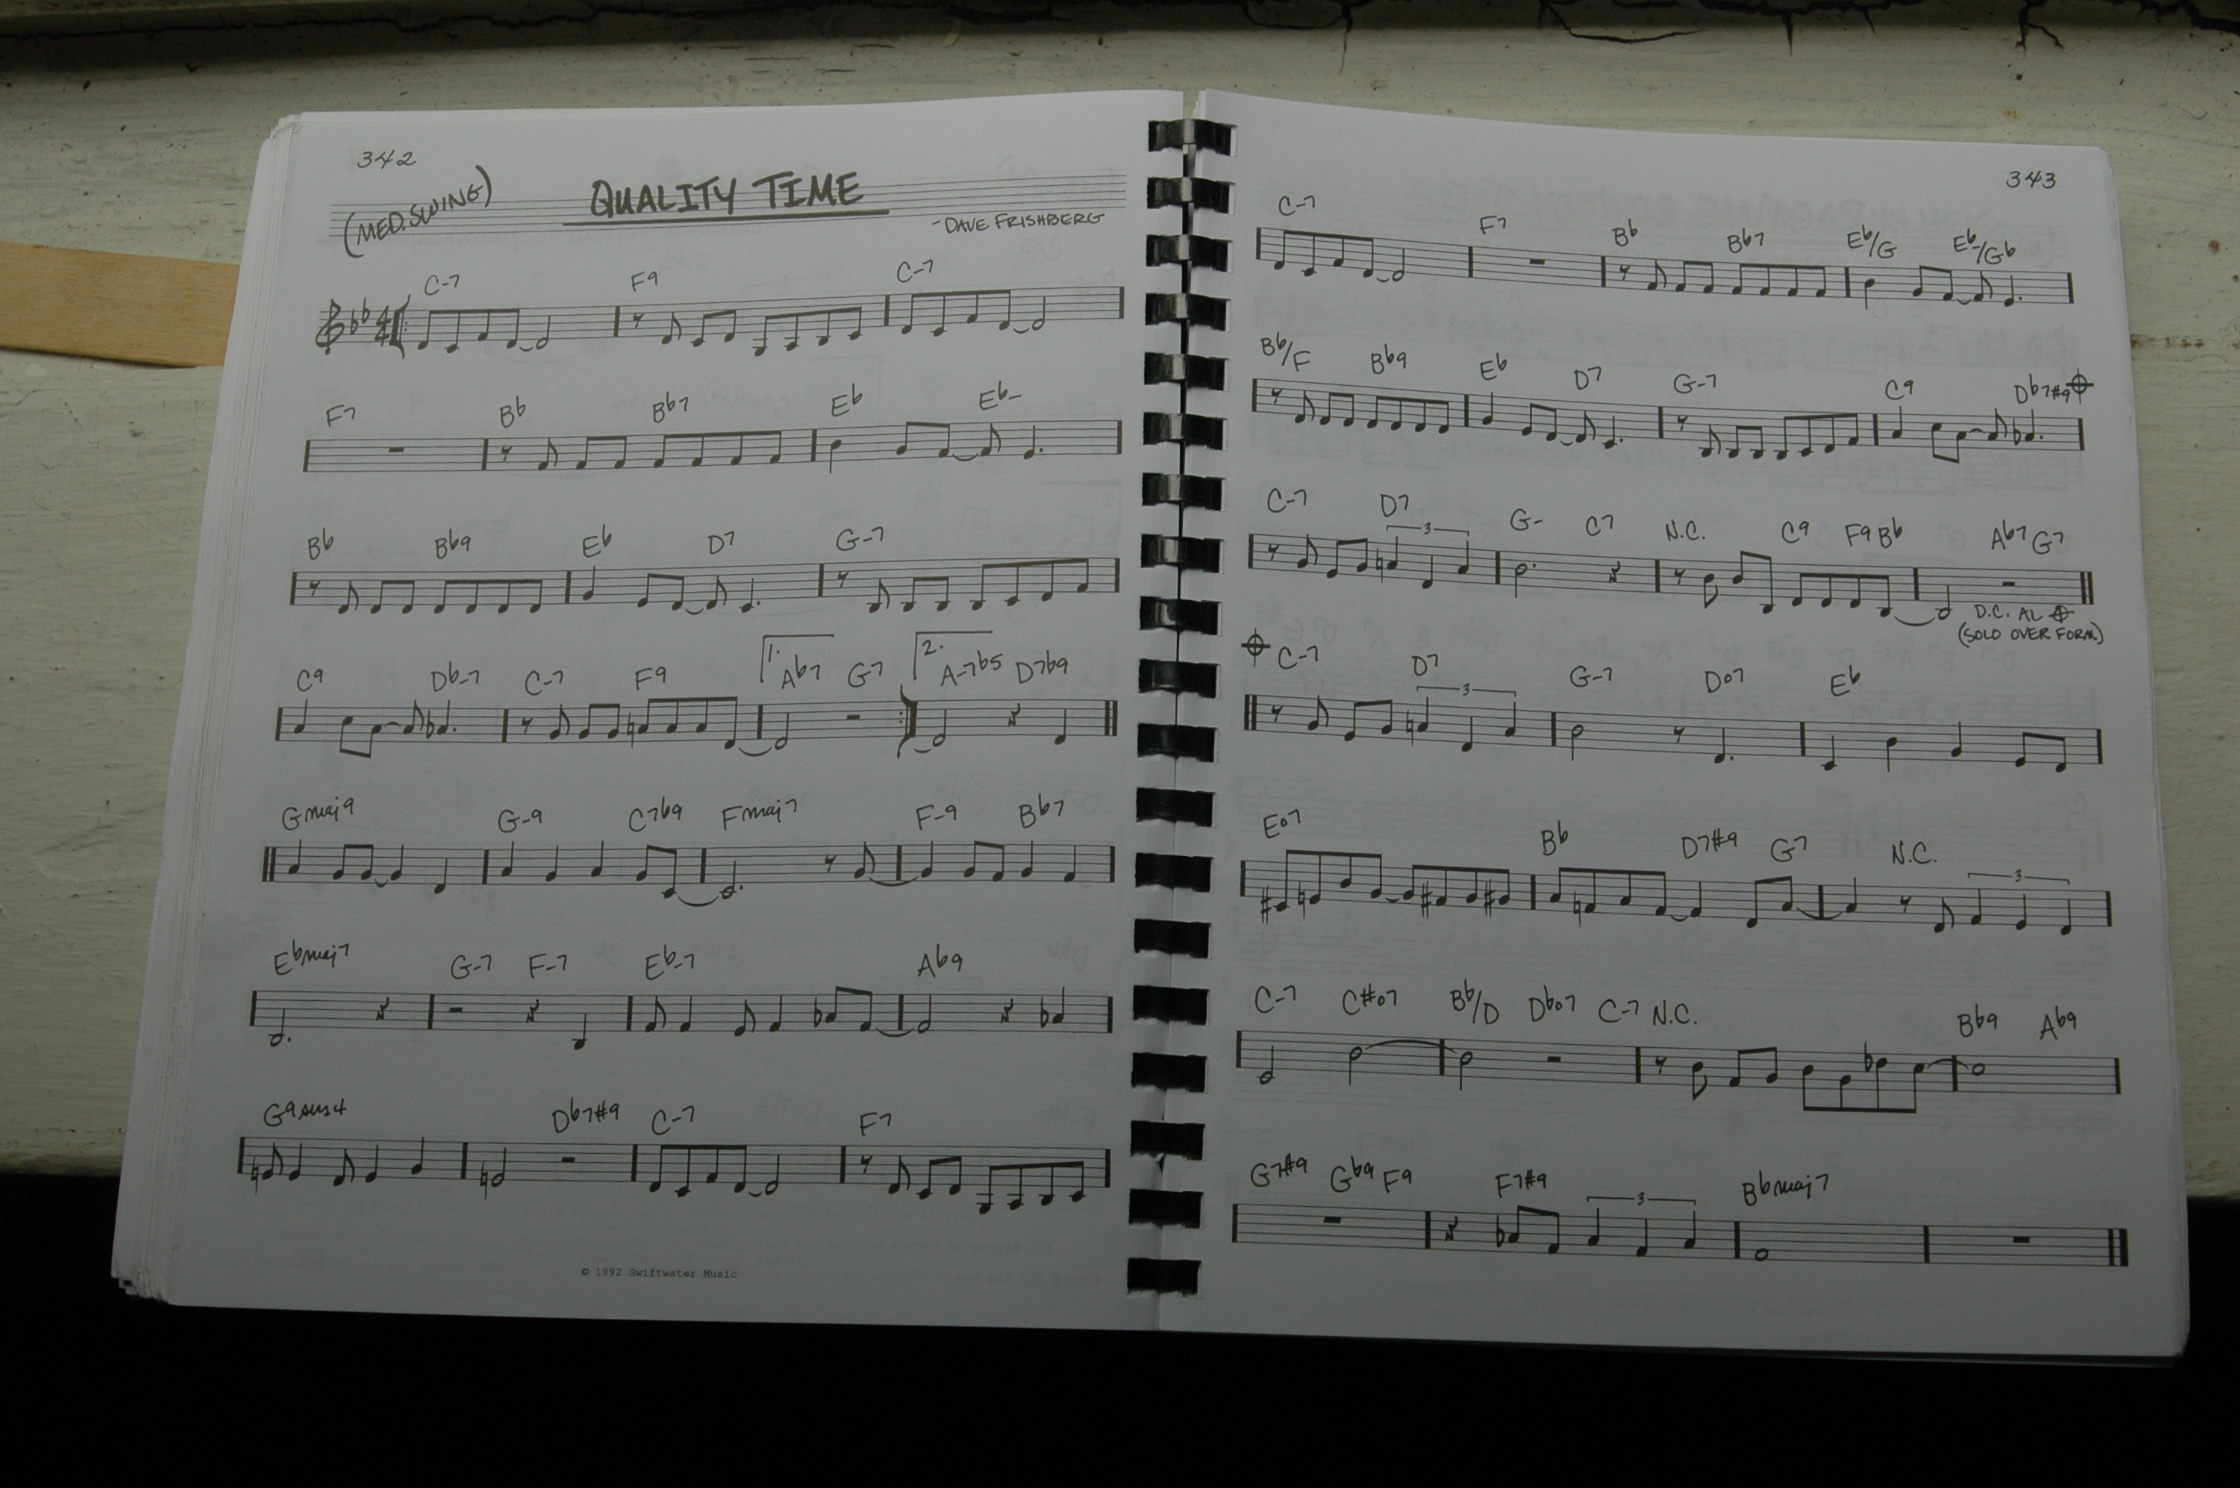 342
(MED. SWING)
QUALITY TIME
-DAVE FRISHBERG
C-7 F9 C-7
F7 Bb Bb7 Eb Eb-
Bb Bb9 Eb D7 G-7
C9 Db-7 C-7 F9 1. Ab7 G7 2. A-7b5 D7b9
Gmaj9 G-9 C7b9 Fmaj7 F-9 Bb7
Ebmaj7 G-7 F-7 Eb-7 Ab9
G9sus4 Db7#9 C-7 F7
© 1992 Swiftwater Music
343
C-7 F7 Bb Bb7 Eb/G Eb-/Gb
Bb/F Bb9 Eb D7 G-7 C9 Db7#9
C-7 D7 3 G- C7 N.C. C9 F9 Bb Ab7 G7
D.C. AL
(SOLO OVER FORM)
C-7 D7 3 G-7 Do7 Eb
Eo7 Bb D7#9 G7 N.C. 3
C-7 C#o7 Bb/D Dbo7 C-7 N.C. Bb9 Ab9
G7#9 Gb9 F9 F7#9 3 Bbmaj7